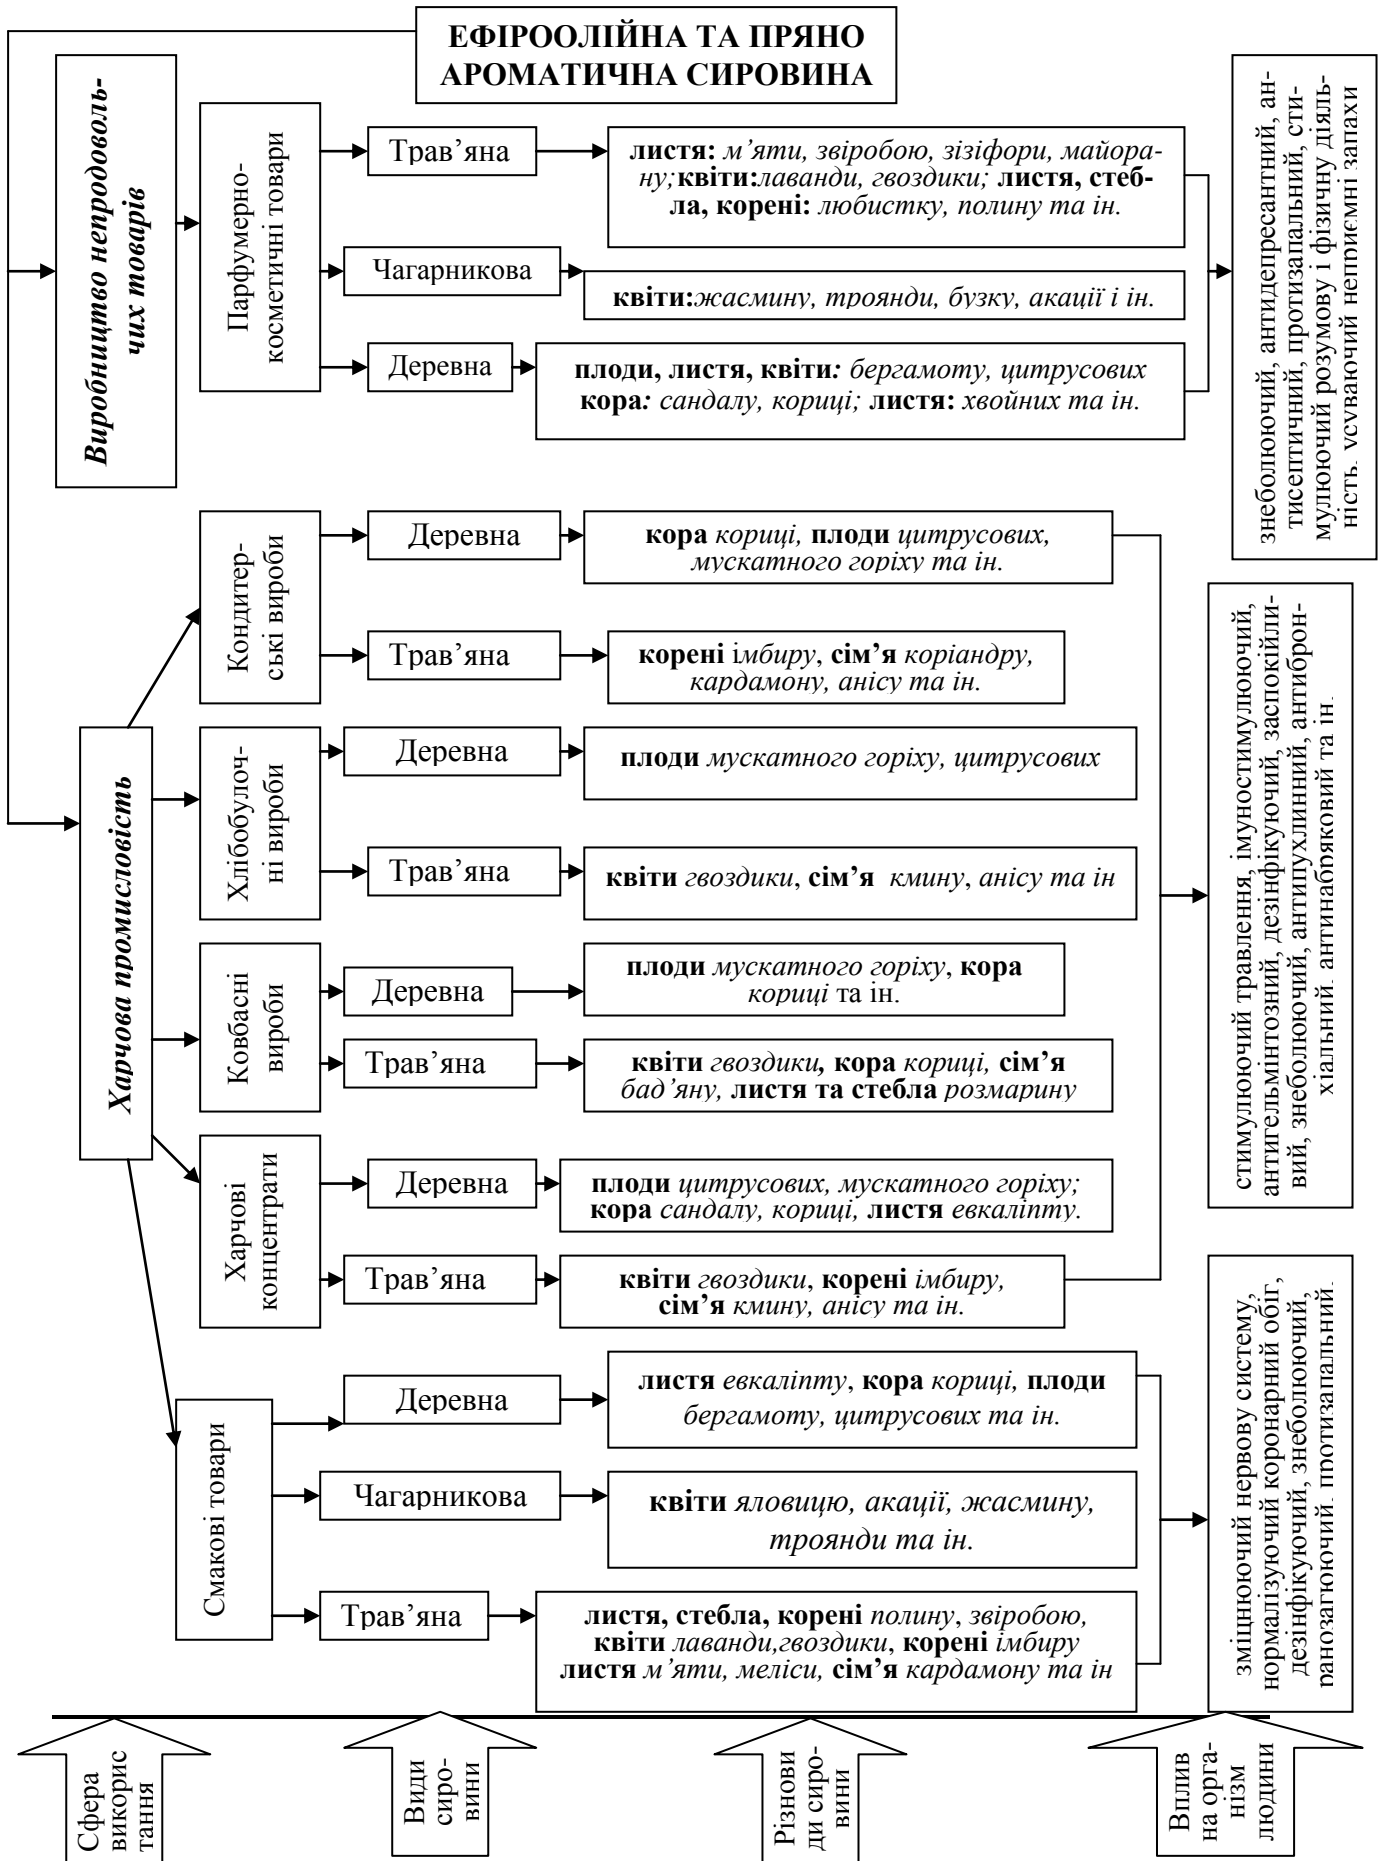 ЕФІРООЛІЙНА ТА ПРЯНО
АРОМАТИЧНА СИРОВИНА
Виробництво непродоволь-
чих товарів
Парфумерно-
косметичні товари
Трав’яна
листя: м’яти, звіробою, зізіфори, майора-
ну;квіти:лаванди, гвоздики; листя, стеб-
ла, корені: любистку, полину та ін.
Чагарникова
квіти:жасмину, троянди, бузку, акації і ін.
Деревна
плоди, листя, квіти: бергамоту, цитрусових
кора: сандалу, кориці; листя: хвойних та ін.
знеболюючий, антидепресантний, ан-
тисептичний, протизапальний, сти-
мулюючий розумову і фізичну діяль-
ність, усуваючий неприємні запахи
Харчова промисловість
Кондитер-
ські вироби
Деревна
кора кориці, плоди цитрусових,
мускатного горіху та ін.
Трав’яна
корені імбиру, сім’я коріандру,
кардамону, анісу та ін.
Хлібобулоч-
ні вироби
Деревна
плоди мускатного горіху, цитрусових
Трав’яна
квіти гвоздики, сім’я кмину, анісу та ін
Ковбасні
вироби
Деревна
плоди мускатного горіху, кора
кориці та ін.
Трав’яна
квіти гвоздики, кора кориці, сім’я
бад’яну, листя та стебла розмарину
Харчові
концентрати
Деревна
плоди цитрусових, мускатного горіху;
кора сандалу, кориці, листя евкаліпту.
Трав’яна
квіти гвоздики, корені імбиру,
сім’я кмину, анісу та ін.
стимулюючий травлення, імуностимулюючий,
антигельмінтозний, дезінфікуючий, заспокійли-
вий, знеболюючий, антипухлинний, антиброн-
хіальний, антинабряковий та ін.
Смакові товари
Деревна
листя евкаліпту, кора кориці, плоди
бергамоту, цитрусових та ін.
Чагарникова
квіти яловицю, акації, жасмину,
троянди та ін.
Трав’яна
листя, стебла, корені полину, звіробою,
квіти лаванди,гвоздики, корені імбиру
листя м’яти, меліси, сім’я кардамону та ін
зміцнюючий нервову систему,
нормалізуючий коронарний обіг,
дезінфікуючий, знеболюючий,
ранозагюючий, протизапальний.
Сфера
використ
тання
Види
сиро-
вини
Різнови
ди сиро-
вини
Вплив
на орга-
нізм
людини